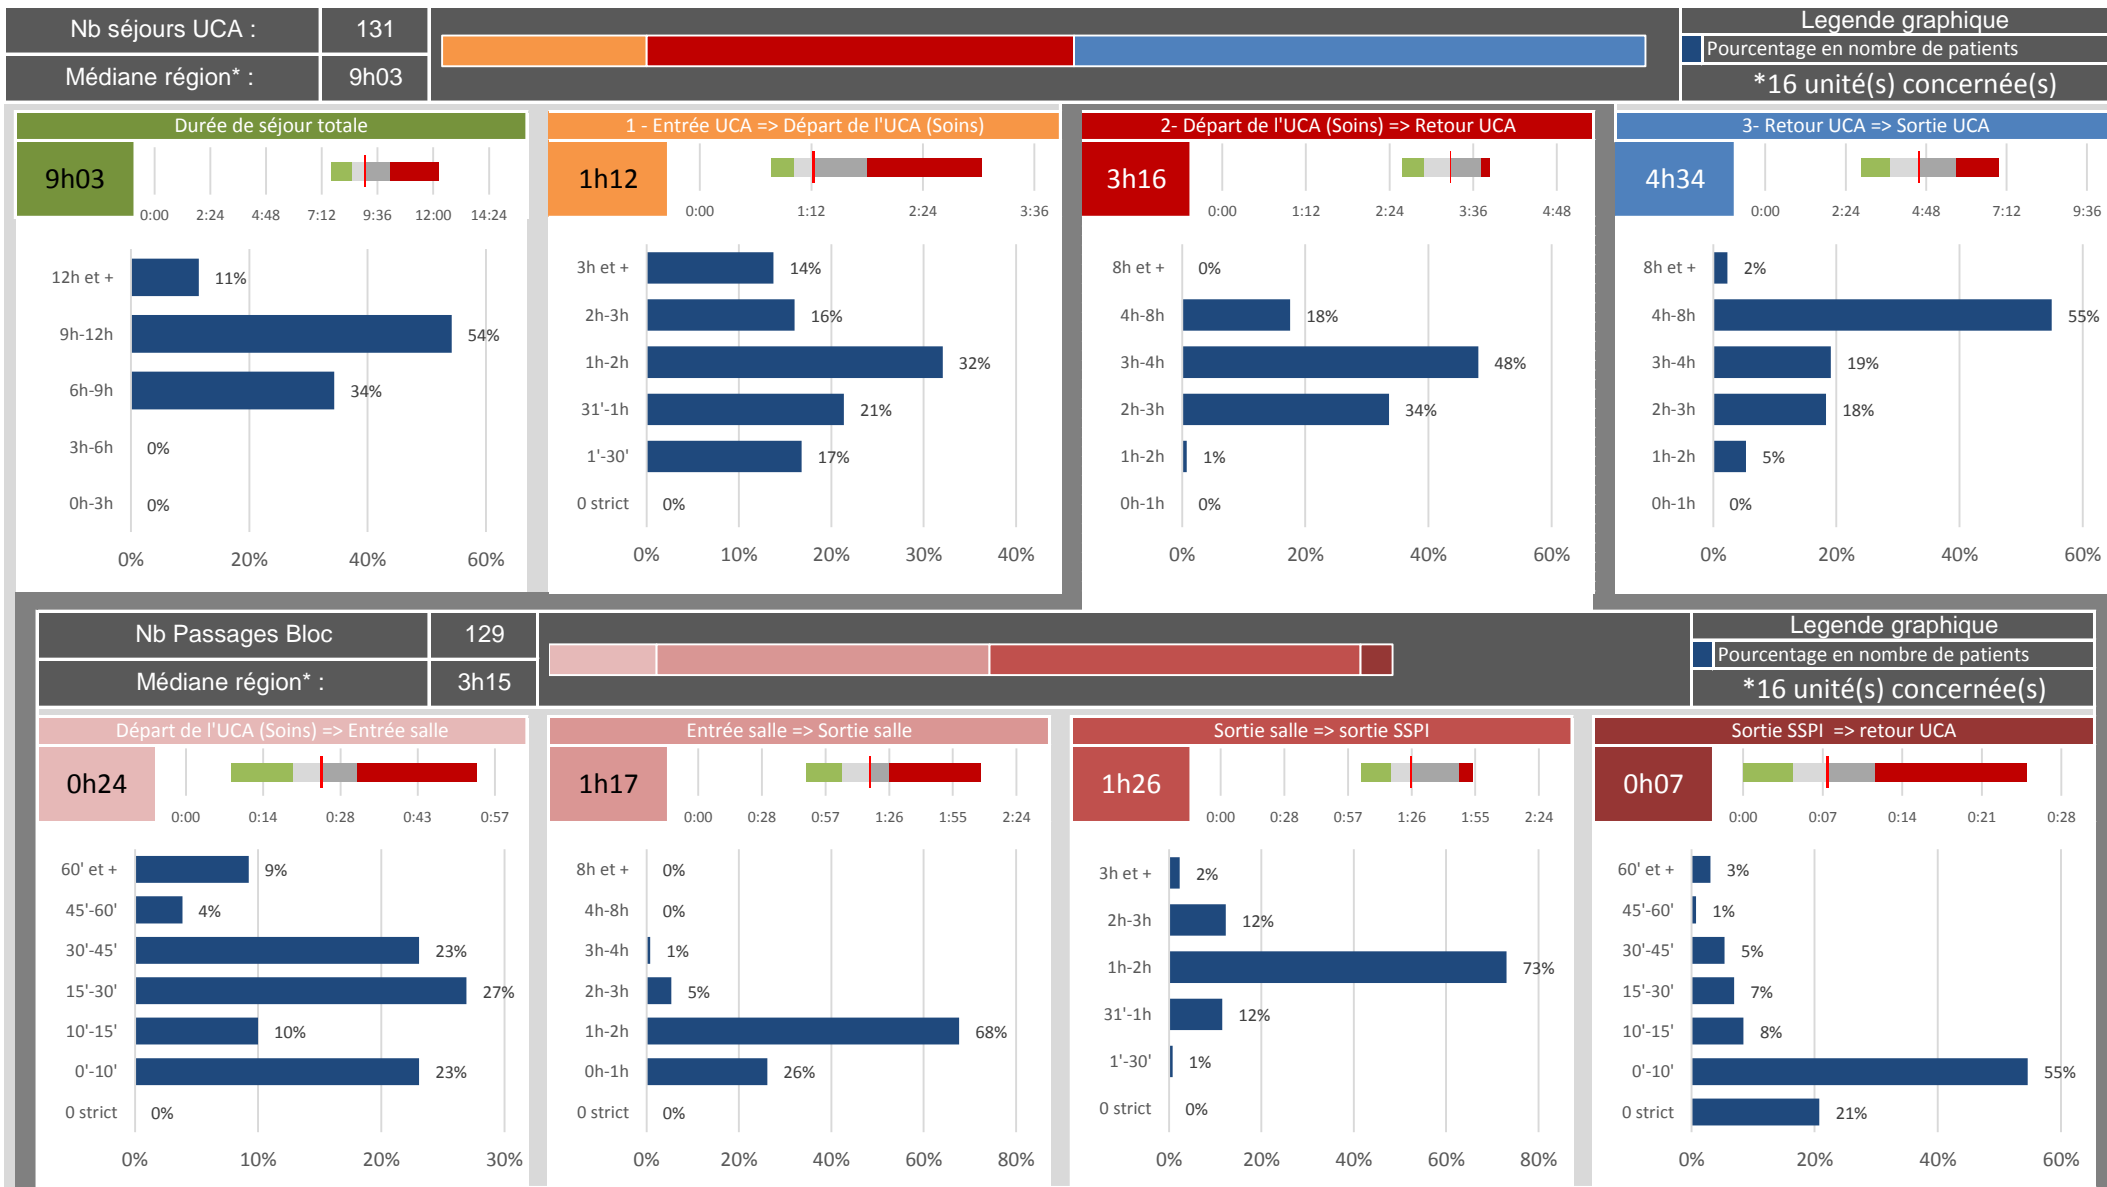 Nb séjours UCA :
131
Médiane région* :
9h03
Legende graphique
Pourcentage en nombre de patients
*16 unité(s) concernée(s)
Durée de séjour totale
9h03
0:00 2:24 4:48 7:12 9:36 12:00 14:24
12h et + 11%
9h-12h 54%
6h-9h 34%
3h-6h 0%
0h-3h 0%
0% 20% 40% 60%
1 - Entrée UCA => Départ de l'UCA (Soins)
1h12
0:00 1:12 2:24 3:36
3h et + 14%
2h-3h 16%
1h-2h 32%
31'-1h 21%
1'-30' 17%
0 strict 0%
0% 10% 20% 30% 40%
2- Départ de l'UCA (Soins) => Retour UCA
3h16
0:00 1:12 2:24 3:36 4:48
8h et + 0%
4h-8h 18%
3h-4h 48%
2h-3h 34%
1h-2h 1%
0h-1h 0%
0% 20% 40% 60%
3- Retour UCA => Sortie UCA
4h34
0:00 2:24 4:48 7:12 9:36
8h et + 2%
4h-8h 55%
3h-4h 19%
2h-3h 18%
1h-2h 5%
0h-1h 0%
0% 20% 40% 60%
Nb Passages Bloc
129
Médiane région* :
3h15
Legende graphique
Pourcentage en nombre de patients
*16 unité(s) concernée(s)
Départ de l'UCA (Soins) => Entrée salle
0h24
0:00 0:14 0:28 0:43 0:57
60' et + 9%
45'-60' 4%
30'-45' 23%
15'-30' 27%
10'-15' 10%
0'-10' 23%
0 strict 0%
0% 10% 20% 30%
Entrée salle => Sortie salle
1h17
0:00 0:28 0:57 1:26 1:55 2:24
8h et + 0%
4h-8h 0%
3h-4h 1%
2h-3h 5%
1h-2h 68%
0h-1h 26%
0 strict 0%
0% 20% 40% 60% 80%
Sortie salle => sortie SSPI
1h26
0:00 0:28 0:57 1:26 1:55 2:24
3h et + 2%
2h-3h 12%
1h-2h 73%
31'-1h 12%
1'-30' 1%
0 strict 0%
0% 20% 40% 60% 80%
Sortie SSPI => retour UCA
0h07
0:00 0:07 0:14 0:21 0:28
60' et + 3%
45'-60' 1%
30'-45' 5%
15'-30' 7%
10'-15' 8%
0'-10' 55%
0 strict 21%
0% 20% 40% 60%